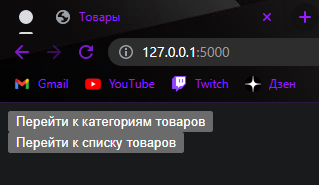 Товары
127.0.0.1:5000
Gmail YouTube Twitch Дзен
Перейти к категориям товаров
Перейти к списку товаров